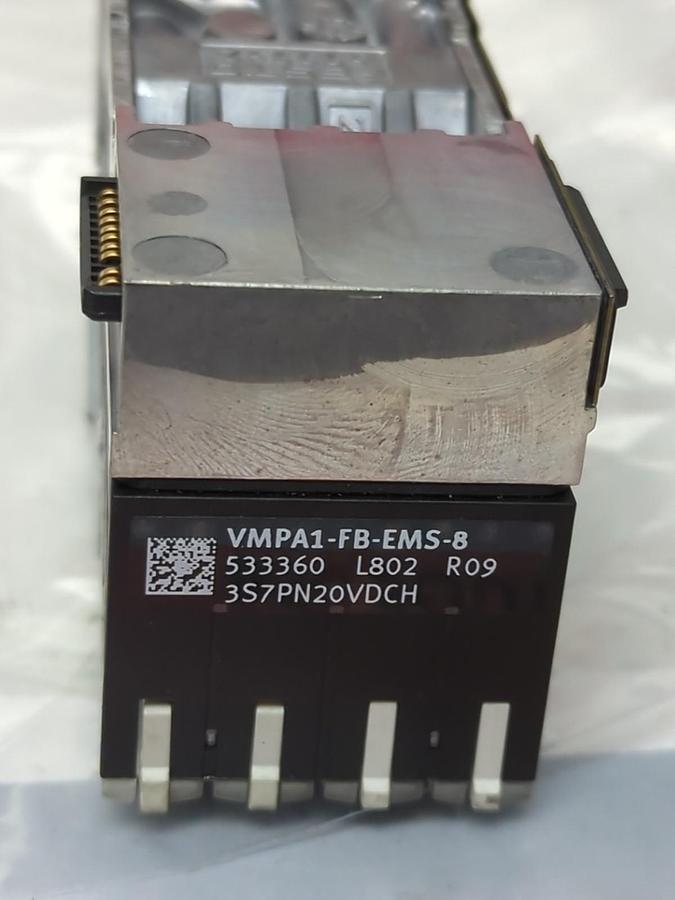 VMPA1-FB-EMS-8
533360 L802 R09
3S7PN20VDCH